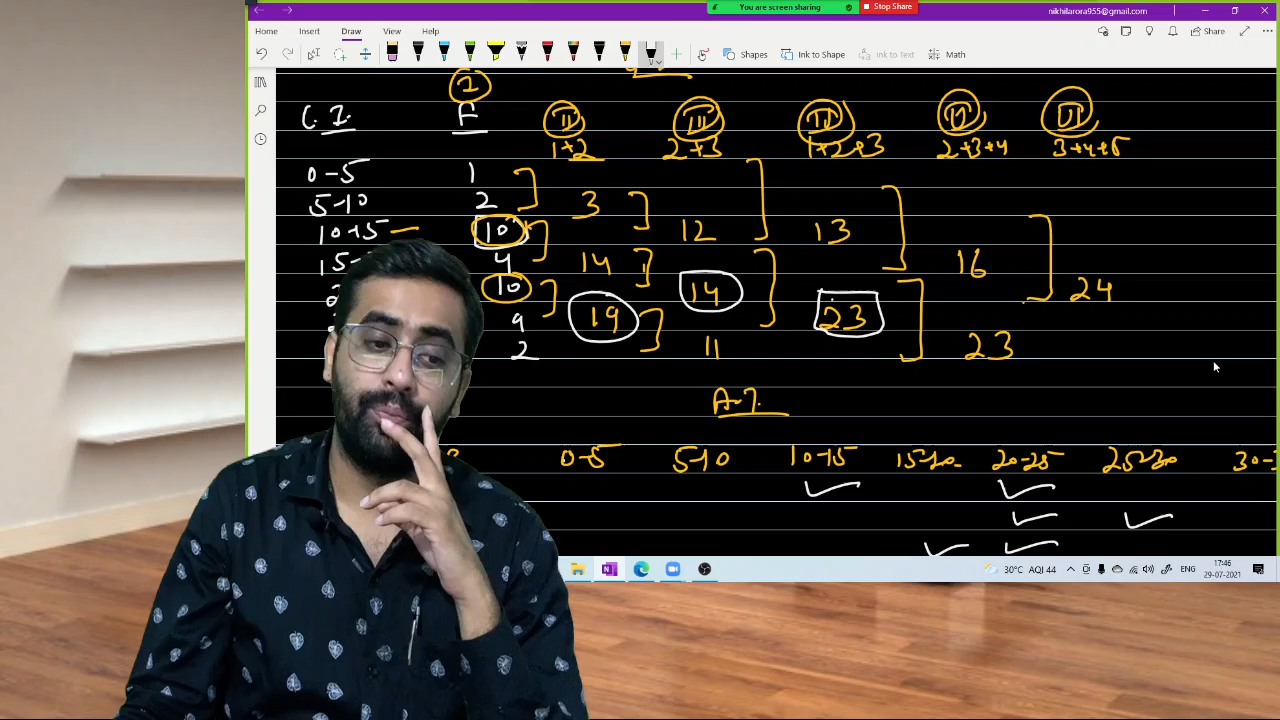 You are screen sharing Stop Share
nikhilarora955@gmail.com
Home Insert Draw View Help Share
Shapes Ink to Shape Ink to Text Math
I
C.I. F II III IV V VI
1+2 2+3 1+2+3 2+3+4 3+4+5
0-5 1
5-10 2 3
10-15 10 12 13
15- 4 14 16
10 14 24
9 19 23
2 11 23
A.T.
0-5 5-10 10-15 15-20 20-25 25-30 30-
30°C AQI 44 ENG 17:46
29-07-2021